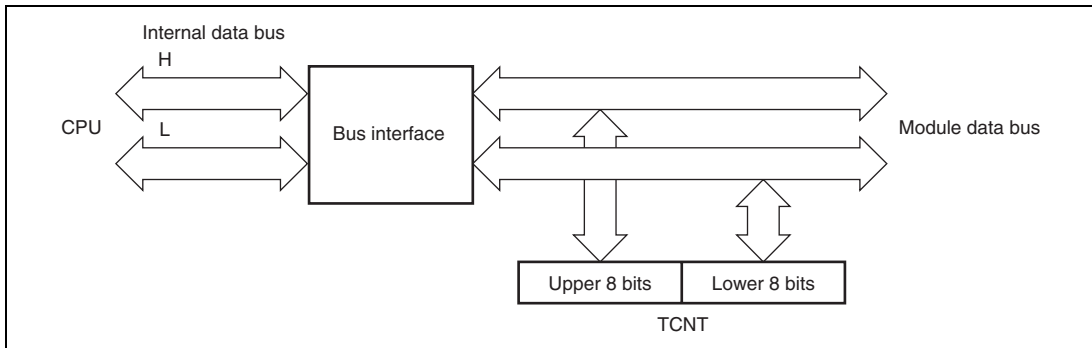 Internal data bus
H
CPU
L
Bus interface
Module data bus
Upper 8 bits
Lower 8 bits
TCNT